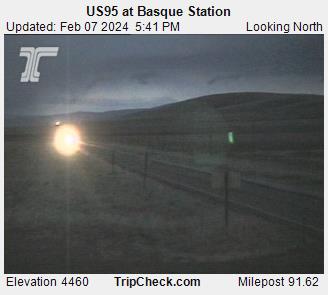 US95 at Basque Station
Updated: Feb 07 2024 5:41 PM Looking North
Elevation 4460 TripCheck.com Milepost 91.62